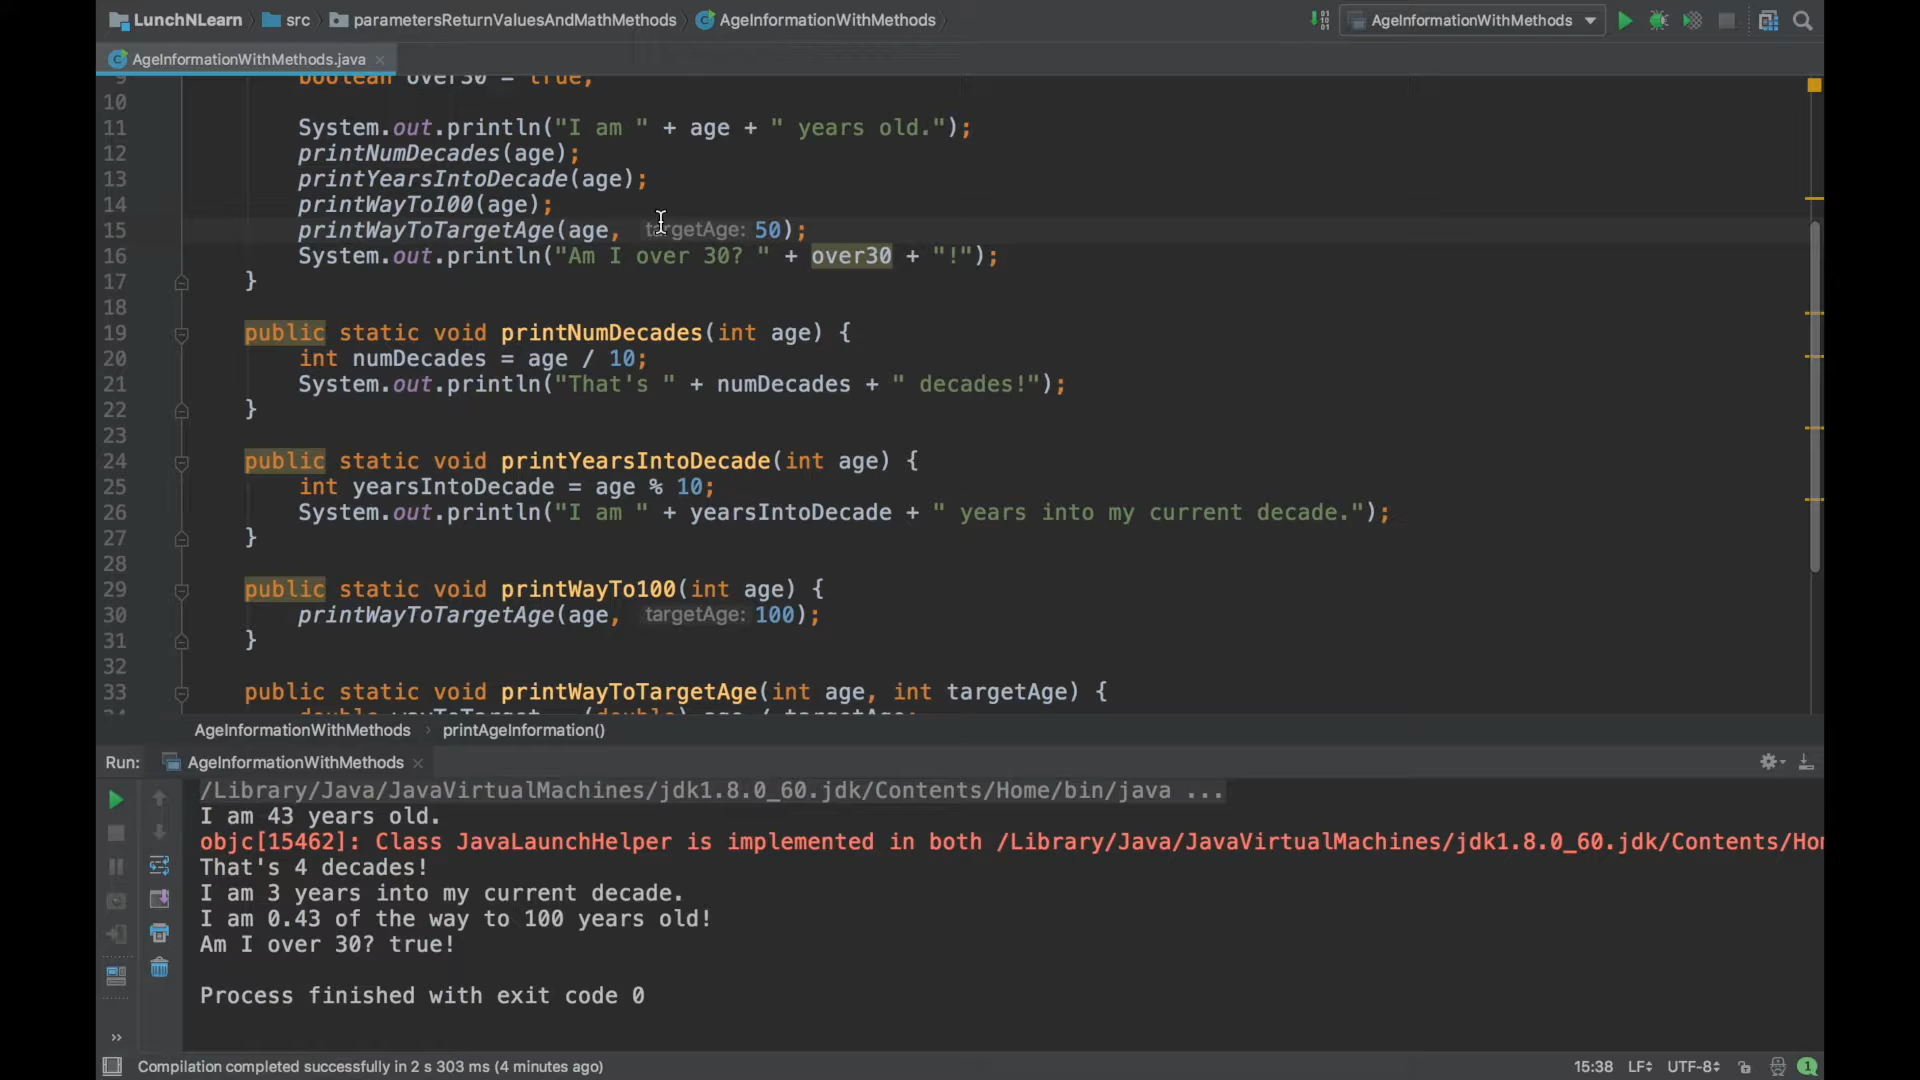 LunchNLearn src parametersReturnValuesAndMathMethods AgeInformationWithMethods AgeInformationWithMethods
AgeInformationWithMethods.java
9 boolean over30 = true;
10
11 System.out.println("I am " + age + " years old.");
12 printNumDecades(age);
13 printYearsIntoDecade(age);
14 printWayTo100(age);
15 printWayToTargetAge(age, targetAge: 50);
16 System.out.println("Am I over 30? " + over30 + "!");
17 }
18
19 public static void printNumDecades(int age) {
20 int numDecades = age / 10;
21 System.out.println("That's " + numDecades + " decades!");
22 }
23
24 public static void printYearsIntoDecade(int age) {
25 int yearsIntoDecade = age % 10;
26 System.out.println("I am " + yearsIntoDecade + " years into my current decade.");
27 }
28
29 public static void printWayTo100(int age) {
30 printWayToTargetAge(age, targetAge: 100);
31 }
32
33 public static void printWayToTargetAge(int age, int targetAge) {
AgeInformationWithMethods › printAgeInformation()
Run: AgeInformationWithMethods
/Library/Java/JavaVirtualMachines/jdk1.8.0_60.jdk/Contents/Home/bin/java ...
I am 43 years old.
objc[15462]: Class JavaLaunchHelper is implemented in both /Library/Java/JavaVirtualMachines/jdk1.8.0_60.jdk/Contents/Hom
That's 4 decades!
I am 3 years into my current decade.
I am 0.43 of the way to 100 years old!
Am I over 30? true!
Process finished with exit code 0
Compilation completed successfully in 2 s 303 ms (4 minutes ago) 15:38 LF UTF-8 1